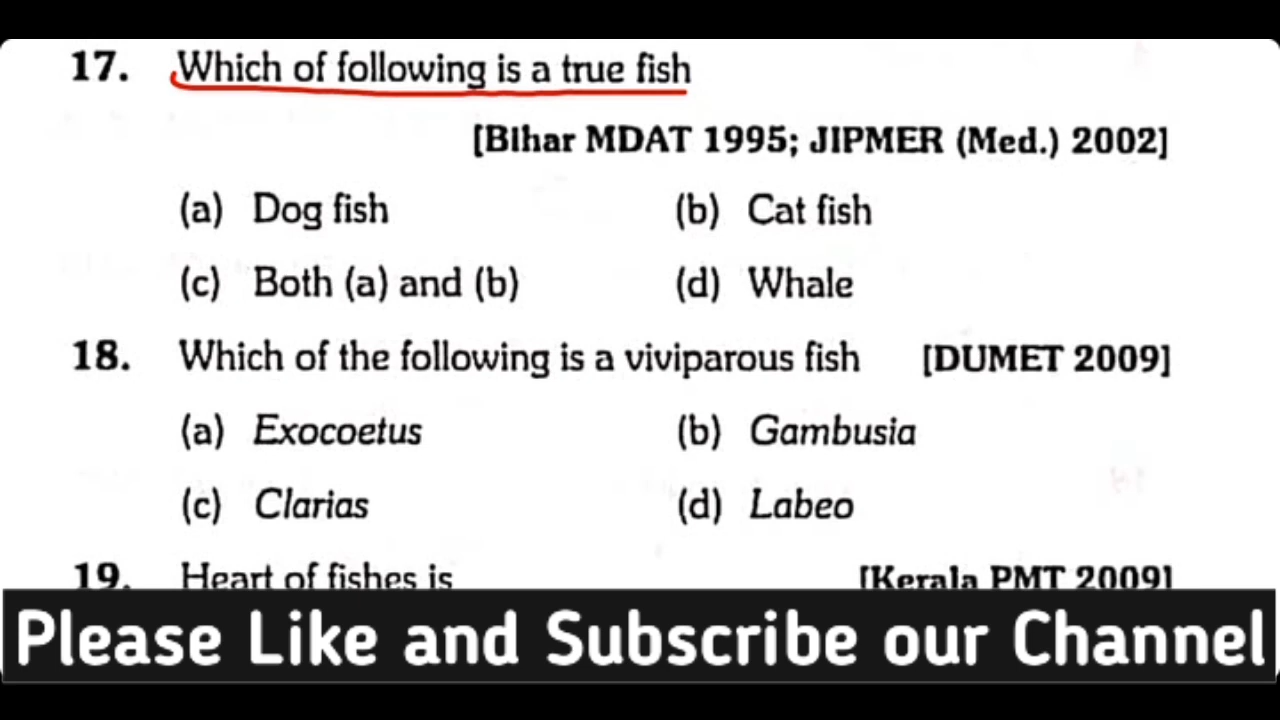 17. Which of following is a true fish
[Bihar MDAT 1995; JIPMER (Med.) 2002]
(a) Dog fish (b) Cat fish
(c) Both (a) and (b) (d) Whale
18. Which of the following is a viviparous fish [DUMET 2009]
(a) Exocoetus (b) Gambusia
(c) Clarias (d) Labeo
19. Heart of fishes is [Kerala PMT 2009]
Please Like and Subscribe our Channel